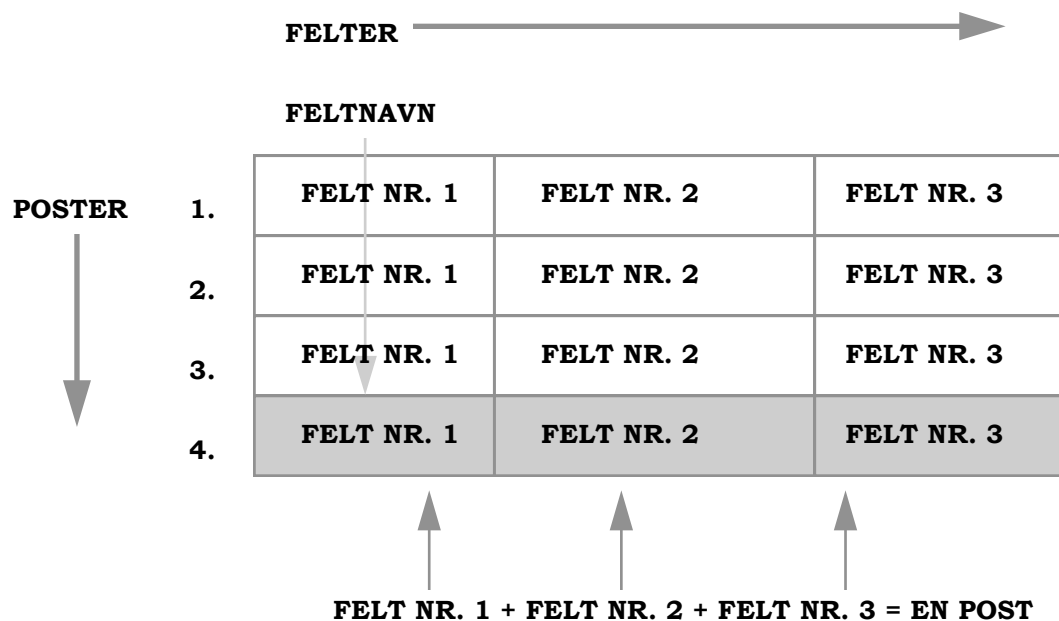 FELTER
FELTNAVN
POSTER
1. FELT NR. 1 FELT NR. 2 FELT NR. 3
2. FELT NR. 1 FELT NR. 2 FELT NR. 3
3. FELT NR. 1 FELT NR. 2 FELT NR. 3
4. FELT NR. 1 FELT NR. 2 FELT NR. 3
FELT NR. 1 + FELT NR. 2 + FELT NR. 3 = EN POST